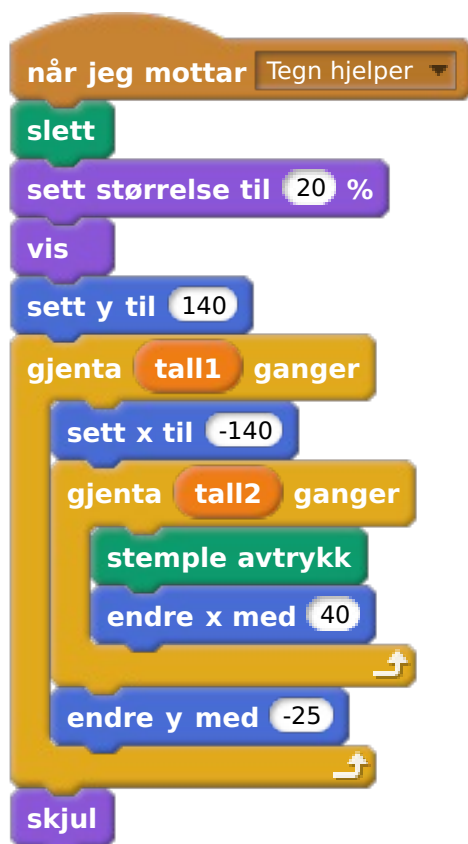 når jeg mottar Tegn hjelper
slett
sett størrelse til 20 %
vis
sett y til 140
gjenta tall1 ganger
sett x til -140
gjenta tall2 ganger
stemple avtrykk
endre x med 40
endre y med -25
skjul